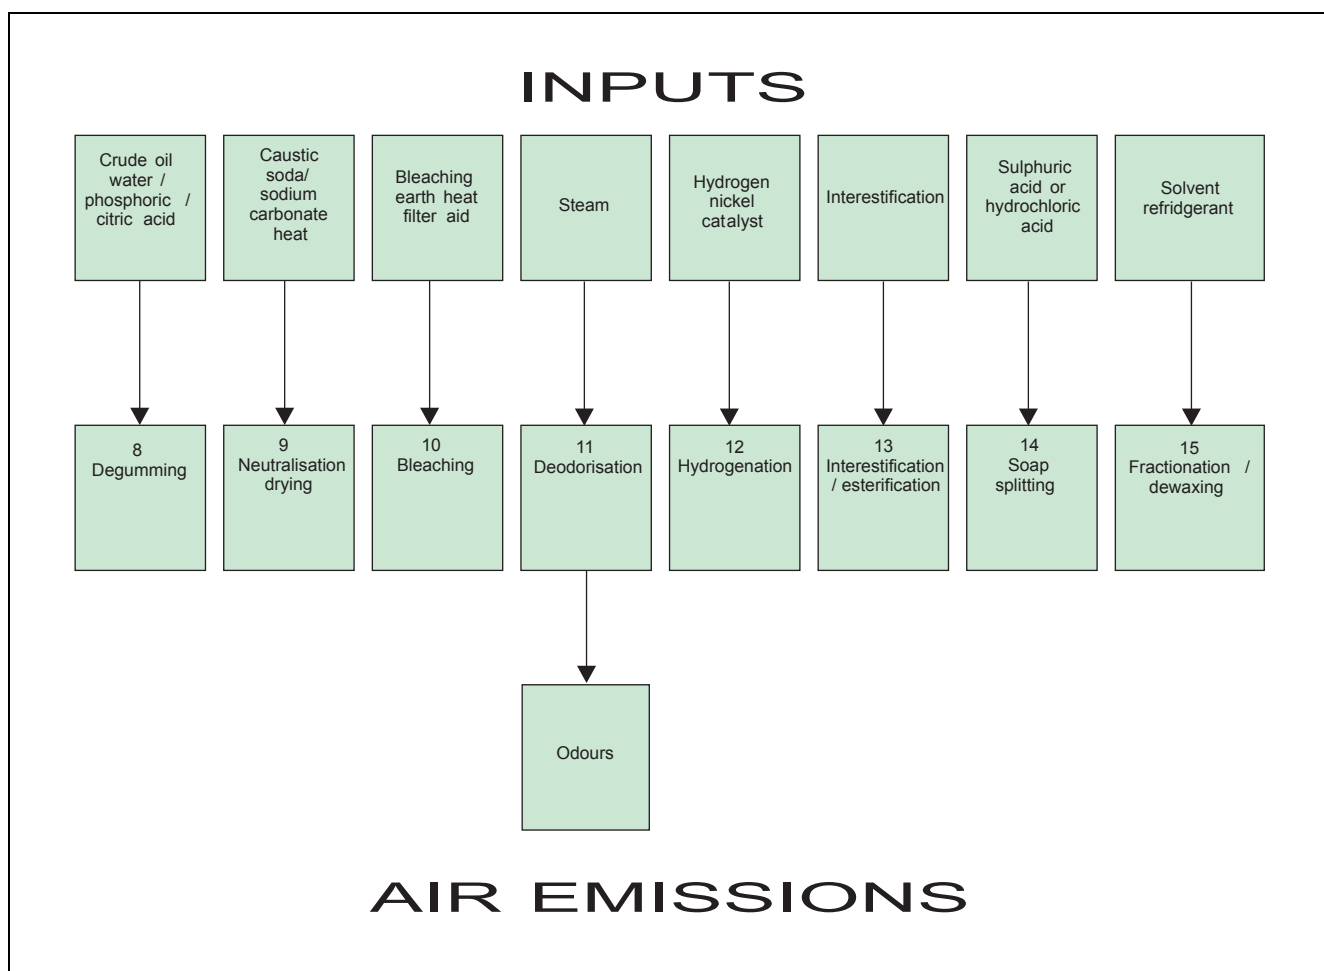 INPUTS
Crude oil
water /
phosphoric /
citric acid
Caustic
soda/
sodium
carbonate
heat
Bleaching
earth heat
filter aid
Steam
Hydrogen
nickel
catalyst
Interestification
Sulphuric
acid or
hydrochloric
acid
Solvent
refridgerant
8
Degumming
9
Neutralisation
drying
10
Bleaching
11
Deodorisation
12
Hydrogenation
13
Interestification
/ esterification
14
Soap
splitting
15
Fractionation /
dewaxing
Odours
AIR EMISSIONS